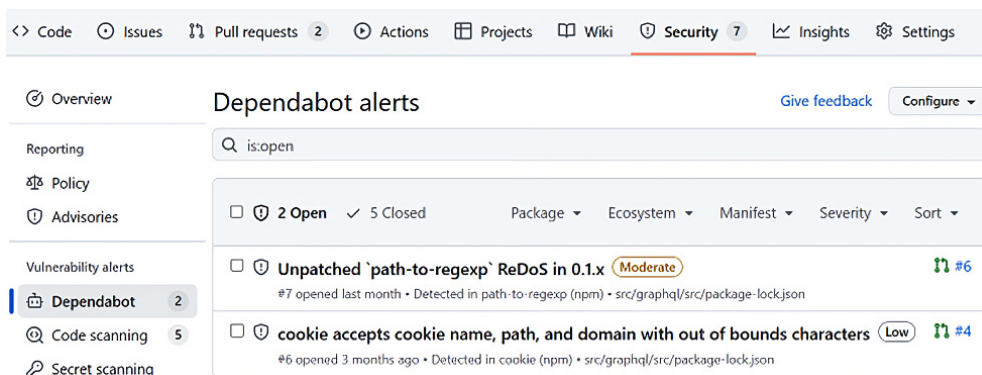 <> Code Issues Pull requests 2 Actions Projects Wiki Security 7 Insights Settings
Overview
Dependabot alerts
Give feedback Configure
Reporting
is:open
Policy
Advisories
2 Open 5 Closed Package Ecosystem Manifest Severity Sort
Vulnerability alerts
Dependabot 2
Code scanning 5
Secret scanning
Unpatched `path-to-regexp` ReDoS in 0.1.x Moderate #6
#7 opened last month • Detected in path-to-regexp (npm) • src/graphql/src/package-lock.json
cookie accepts cookie name, path, and domain with out of bounds characters Low #4
#6 opened 3 months ago • Detected in cookie (npm) • src/graphql/src/package-lock.json